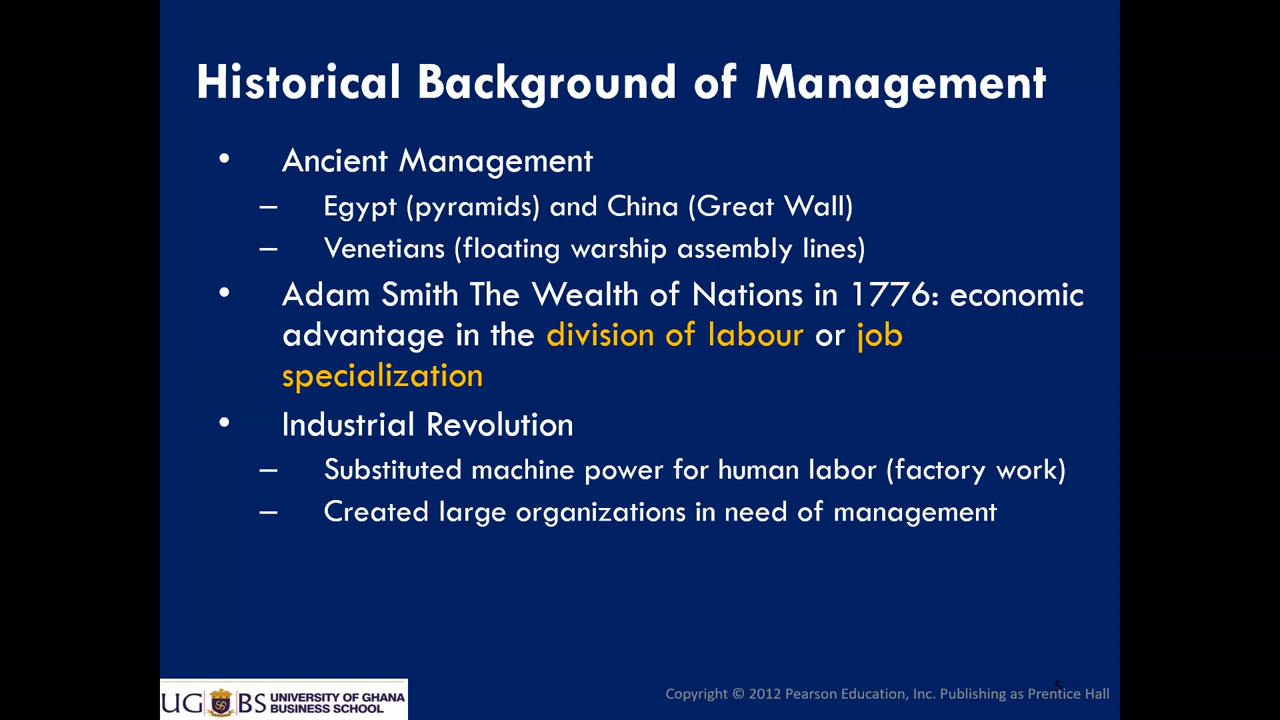 Historical Background of Management
• Ancient Management
– Egypt (pyramids) and China (Great Wall)
– Venetians (floating warship assembly lines)
• Adam Smith The Wealth of Nations in 1776: economic
advantage in the division of labour or job
specialization
• Industrial Revolution
– Substituted machine power for human labor (factory work)
– Created large organizations in need of management
5
UG BS UNIVERSITY OF GHANA
BUSINESS SCHOOL
Copyright © 2012 Pearson Education, Inc. Publishing as Prentice Hall